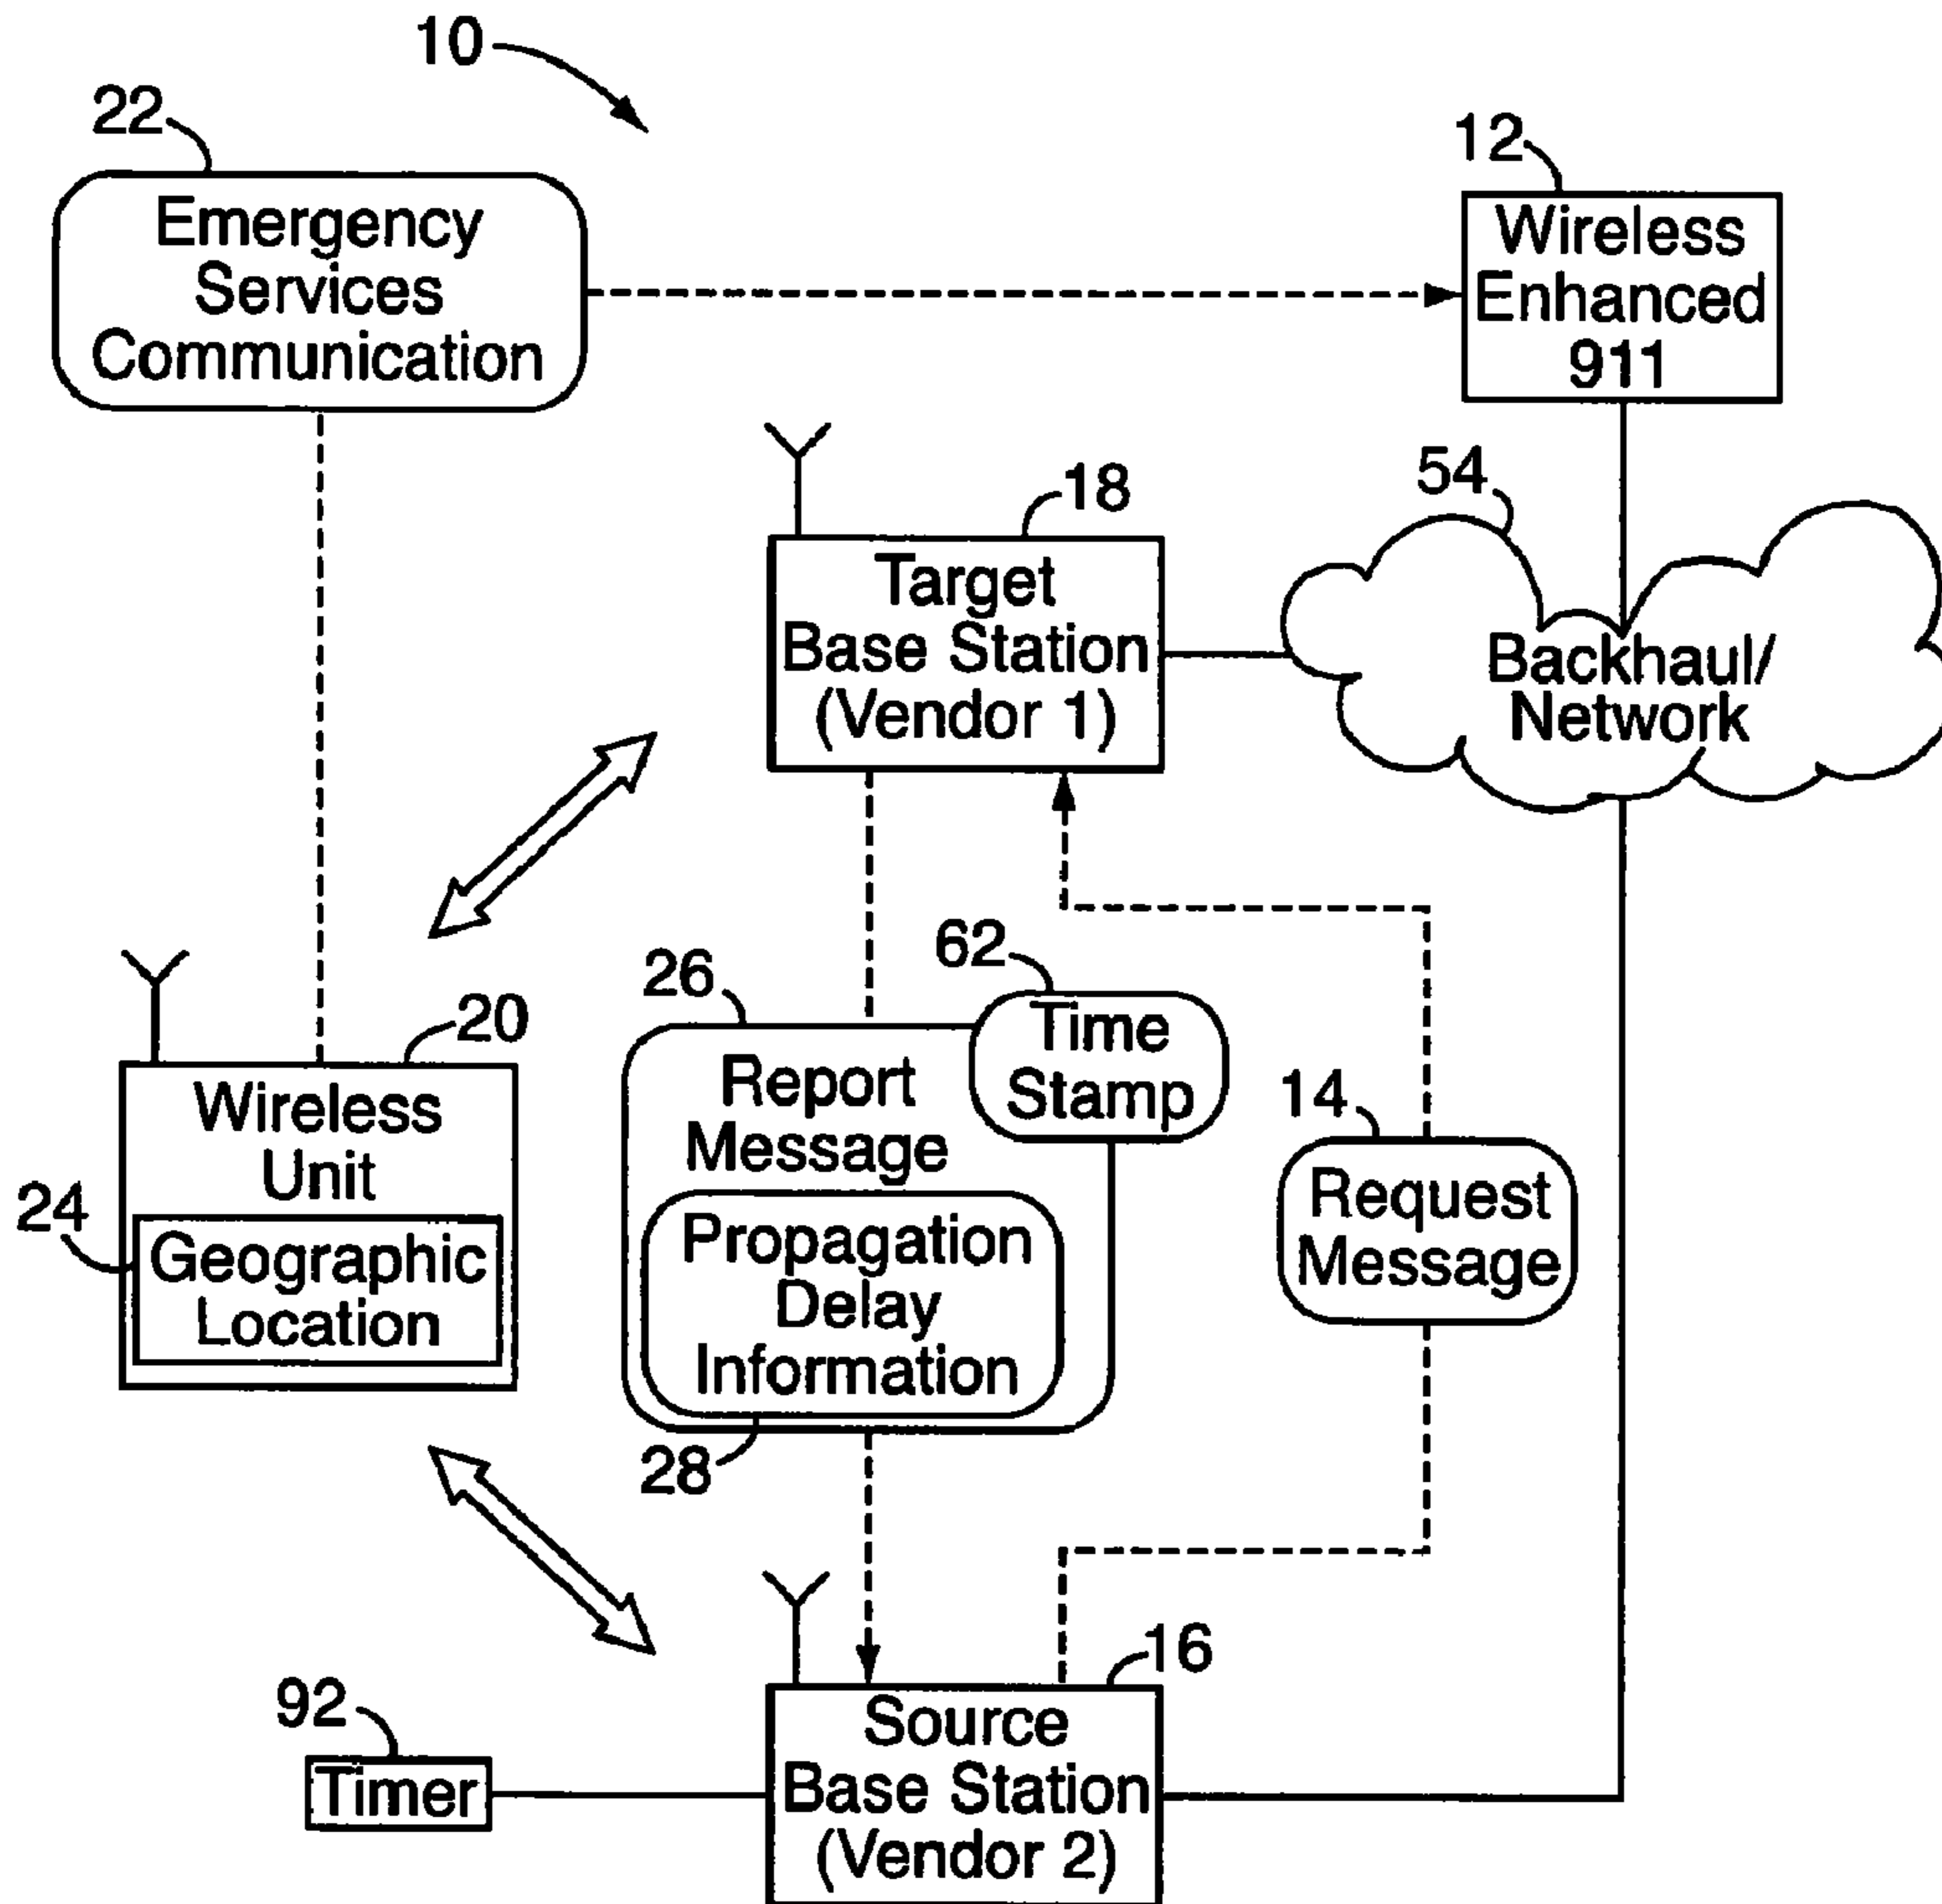 10
22
Emergency
Services
Communication
12
Wireless
Enhanced
911
54
Backhaul/
Network
18
Target
Base Station
(Vendor 1)
20
Wireless
Unit
24
Geographic
Location
26
Report
Message
62
Time
Stamp
Propagation
Delay
Information
28
14
Request
Message
92
Timer
16
Source
Base Station
(Vendor 2)